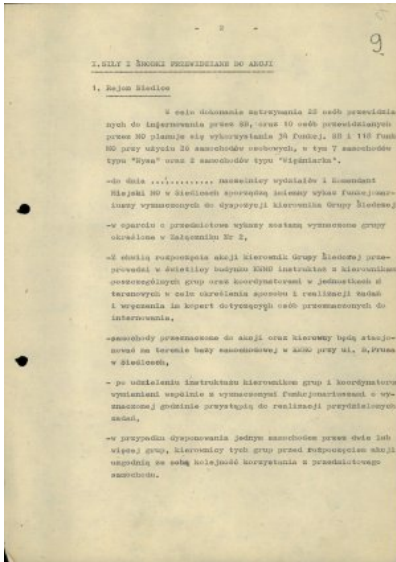 - 2 -
9
I.SIŁY I ŚRODKI PRZEWIDZIANE DO AKCJI
1. Rejon Siedlce
W celu dokonania zatrzymania 28 osób przewidzia-
nych do internowania przez SB, oraz 10 osób przewidzianych
przez MO planuje się wykorzystania 34 funkcj. SB i 118 funk
MO przy użyciu 38 samochodów osobowych, w tym 7 samochodów
typu "Nysa" oraz 2 samochodów typu "Więźniarka".
-do dnia ............ naczelnicy wydziałów i Komendant
Miejski MO w Siedlcach sporządzą imienny wykaz funkcjonar-
iuszy wyznaczonych do dyspozycji kierownika Grupy Śledczej
-w oparciu o przedmiotowe wykazy zostaną wyznaczone grupy
określone w Załączniku Nr 2,
-Z chwilą rozpoczęcia akcji kierownik Grupy Śledczej prze-
prowadzi w świetlicy budynku KWMO instruktaż z kierownikami
poszczególnych grup oraz koordynatorami w jednostkach
terenowych w celu określenia sposobu i realizacji zadań
i wręczenia im kopert dotyczących osób przeznaczonych do
internowania,
-samochody przeznaczone do akcji oraz kierowcy będą stacjo-
nować na terenie bazy samochodowej w KWMO przy ul. B.Prusa
w Siedlcach,
- po udzieleniu instruktażu kierownikom grup i koordynatoro
wymienieni wspólnie z wyznaczonymi funkcjonariuszami o wy-
znaczonej godzinie przystąpią do realizacji przydzielonych
zadań,
-w przypadku dysponowania jednym samochodem przez dwie lub
więcej grup, kierownicy tych grup przed rozpoczęciem akcji
uzgodnią ze sobą kolejność korzystania z przedmiotowego
samochodu.